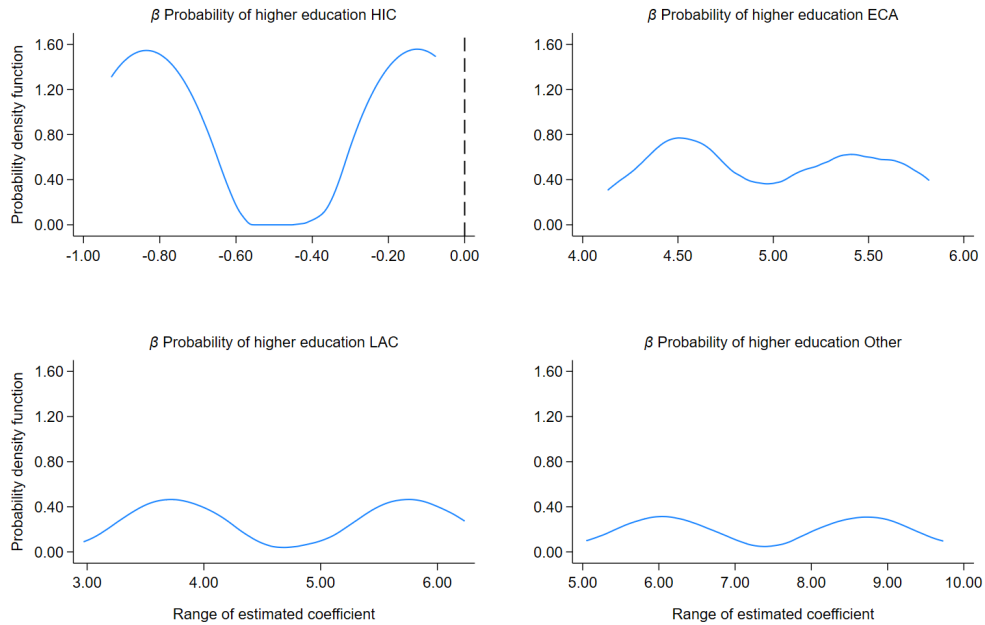 β Probability of higher education HIC
Probability density function
1.60
1.20
0.80
0.40
0.00
-1.00 -0.80 -0.60 -0.40 -0.20 0.00
β Probability of higher education ECA
1.60
1.20
0.80
0.40
0.00
4.00 4.50 5.00 5.50 6.00
β Probability of higher education LAC
Probability density function
1.60
1.20
0.80
0.40
0.00
3.00 4.00 5.00 6.00
Range of estimated coefficient
β Probability of higher education Other
1.60
1.20
0.80
0.40
0.00
5.00 6.00 7.00 8.00 9.00 10.00
Range of estimated coefficient